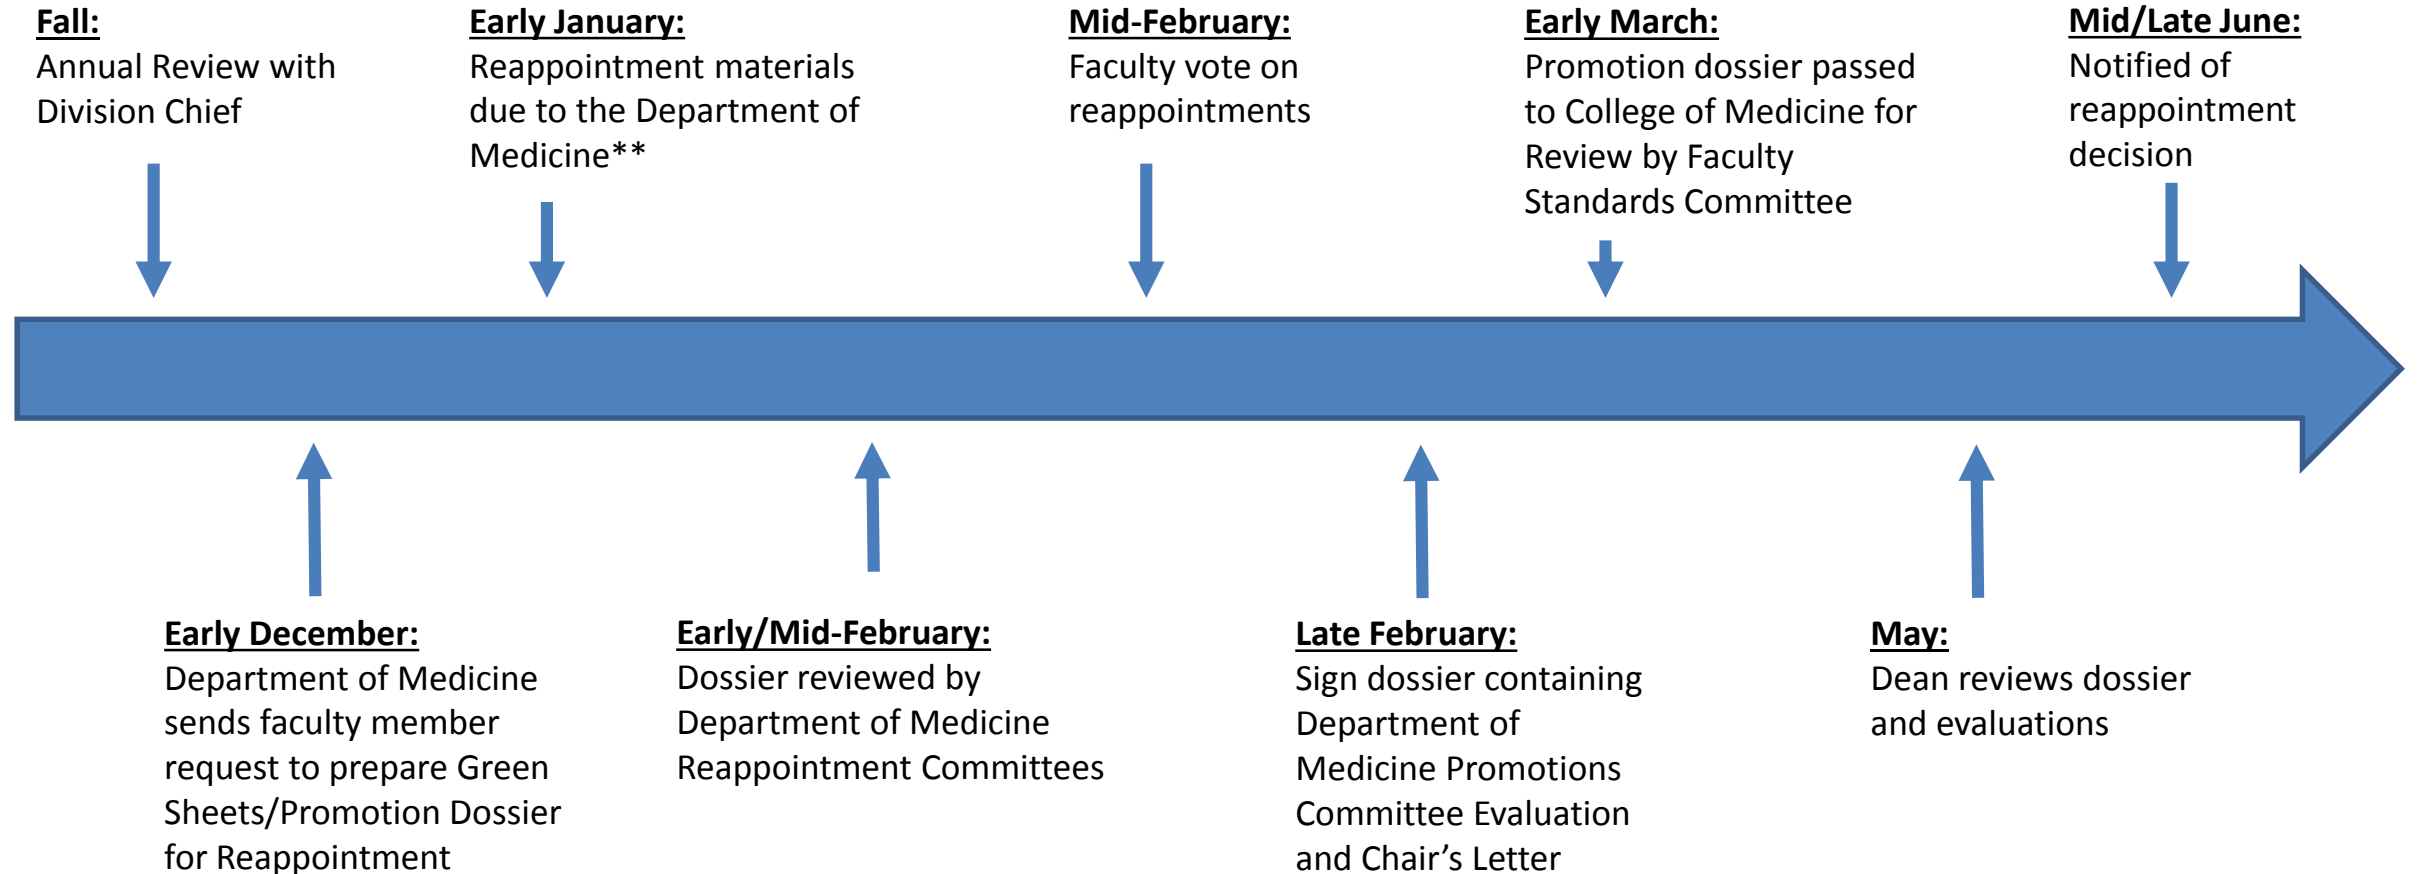 Fall:
Annual Review with
Division Chief
Early January:
Reappointment materials
due to the Department of
Medicine**
Mid-February:
Faculty vote on
reappointments
Early March:
Promotion dossier passed
to College of Medicine for
Review by Faculty
Standards Committee
Mid/Late June:
Notified of
reappointment
decision
Early December:
Department of Medicine
sends faculty member
request to prepare Green
Sheets/Promotion Dossier
for Reappointment
Early/Mid-February:
Dossier reviewed by
Department of Medicine
Reappointment Committees
Late February:
Sign dossier containing
Department of
Medicine Promotions
Committee Evaluation
and Chair’s Letter
May:
Dean reviews dossier
and evaluations